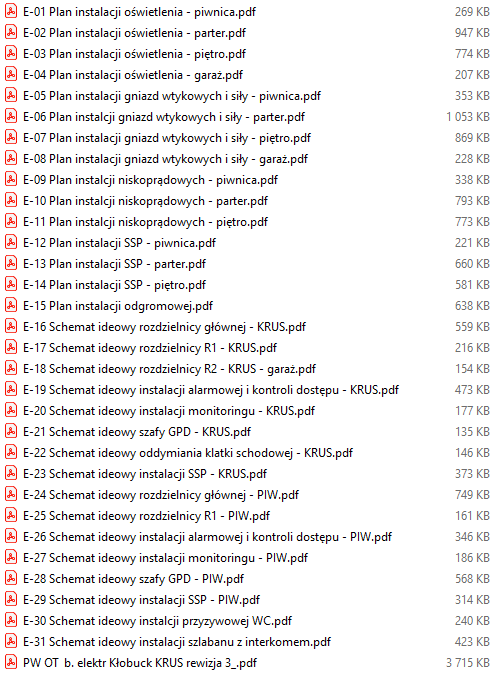 E-01 Plan instalacji oświetlenia - piwnica.pdf 269 KB
E-02 Plan instalacji oświetlenia - parter.pdf 947 KB
E-03 Plan instalacji oświetlenia - piętro.pdf 774 KB
E-04 Plan instalacji oświetlenia - garaż.pdf 207 KB
E-05 Plan instalacji gniazd wtykowych i siły - piwnica.pdf 353 KB
E-06 Plan instalcji gniazd wtykowych i siły - parter.pdf 1 053 KB
E-07 Plan instalacji gniazd wtykowych i siły - piętro.pdf 869 KB
E-08 Plan instalacji gniazd wtykowych i siły - garaż.pdf 228 KB
E-09 Plan instalcji niskoprądowych - piwnica.pdf 338 KB
E-10 Plan instalacji niskoprądowych - parter.pdf 793 KB
E-11 Plan instalacji niskoprądowych - piętro.pdf 773 KB
E-12 Plan instalacji SSP - piwnica.pdf 221 KB
E-13 Plan instalacji SSP - parter.pdf 660 KB
E-14 Plan instalacji SSP - piętro.pdf 581 KB
E-15 Plan instalacji odgromowej.pdf 638 KB
E-16 Schemat ideowy rozdzielnicy głównej - KRUS.pdf 559 KB
E-17 Schemat ideowy rozdzielnicy R1 - KRUS.pdf 216 KB
E-18 Schemat ideowy rozdzielnicy R2 - KRUS - garaż.pdf 154 KB
E-19 Schemat ideowy instalacji alarmowej i kontroli dostępu - KRUS.pdf 473 KB
E-20 Schemat ideowy instalacji monitoringu - KRUS.pdf 177 KB
E-21 Schemat ideowy szafy GPD - KRUS.pdf 135 KB
E-22 Schemat ideowy oddymiania klatki schodowej - KRUS.pdf 146 KB
E-23 Schemat ideowy instalacji SSP - KRUS.pdf 373 KB
E-24 Schemat ideowy rozdzielnicy głównej - PIW.pdf 749 KB
E-25 Schemat ideowy rozdzielnicy R1 - PIW.pdf 161 KB
E-26 Schemat ideowy instalacji alarmowej i kontroli dostępu - PIW.pdf 346 KB
E-27 Schemat ideowy instalacji monitoringu - PIW.pdf 186 KB
E-28 Schemat ideowy szafy GPD - PIW.pdf 568 KB
E-29 Schemat ideowy instalacji SSP - PIW.pdf 314 KB
E-30 Schemat ideowy instalcji przyzywowej WC.pdf 240 KB
E-31 Schemat ideowy instalacji szlabanu z interkomem.pdf 423 KB
PW OT b. elektr Kłobuck KRUS rewizja 3_.pdf 3 715 KB